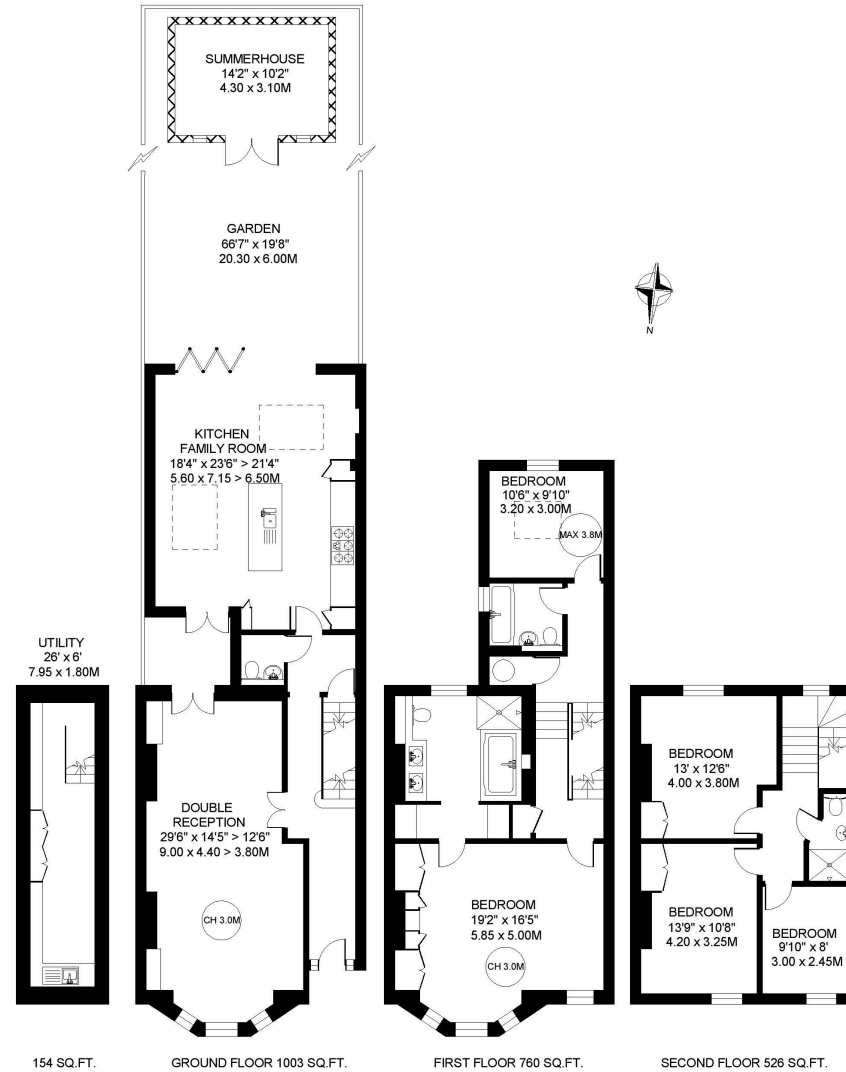 SUMMERHOUSE
14'2" x 10'2"
4.30 x 3.10M
GARDEN
66'7" x 19'8"
20.30 x 6.00M
N
KITCHEN
FAMILY ROOM
18'4" x 23'6" > 21'4"
5.60 x 7.15 > 6.50M
BEDROOM
10'6" x 9'10"
3.20 x 3.00M
MAX 3.8M
UTILITY
26' x 6'
7.95 x 1.80M
DOUBLE
RECEPTION
29'6" x 14'5" > 12'6"
9.00 x 4.40 > 3.80M
CH 3.0M
BEDROOM
19'2" x 16'5"
5.85 x 5.00M
CH 3.0M
BEDROOM
13' x 12'6"
4.00 x 3.80M
BEDROOM
13'9" x 10'8"
4.20 x 3.25M
BEDROOM
9'10" x 8'
3.00 x 2.45M
154 SQ.FT.
GROUND FLOOR 1003 SQ.FT.
FIRST FLOOR 760 SQ.FT.
SECOND FLOOR 526 SQ.FT.